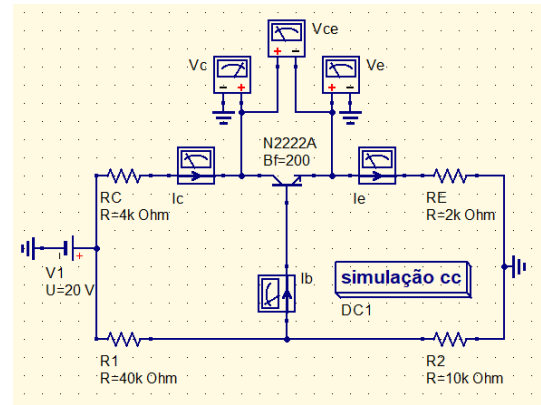 Vce
Vc
Ve
N2222A
Bf=200
RC
R=4k Ohm
Ic
Ie
RE
R=2k Ohm
V1
U=20 V
Ib
simulação cc
DC1
R1
R=40k Ohm
R2
R=10k Ohm